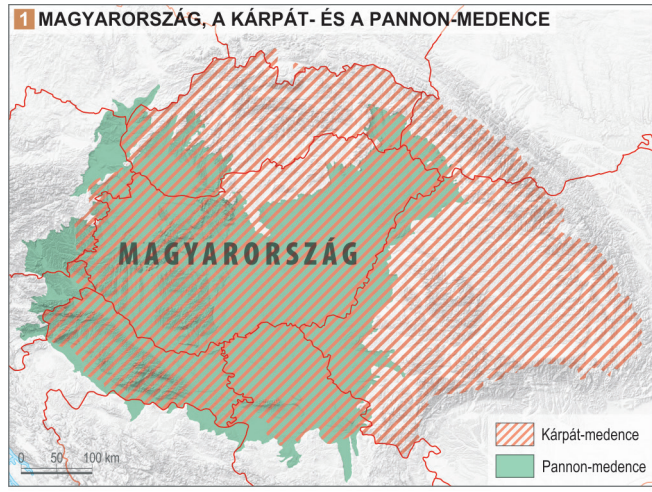 1 MAGYARORSZÁG, A KÁRPÁT- ÉS A PANNON-MEDENCE
MAGYARORSZÁG
Kárpát-medence
Pannon-medence
0 50 100 km